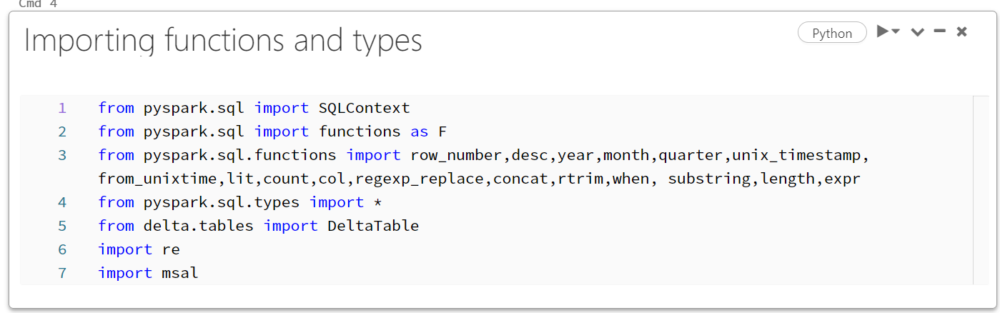 Cmd 4
Importing functions and types
Python
1 from pyspark.sql import SQLContext
2 from pyspark.sql import functions as F
3 from pyspark.sql.functions import row_number,desc,year,month,quarter,unix_timestamp,
from_unixtime,lit,count,col,regexp_replace,concat,rtrim,when, substring,length,expr
4 from pyspark.sql.types import *
5 from delta.tables import DeltaTable
6 import re
7 import msal